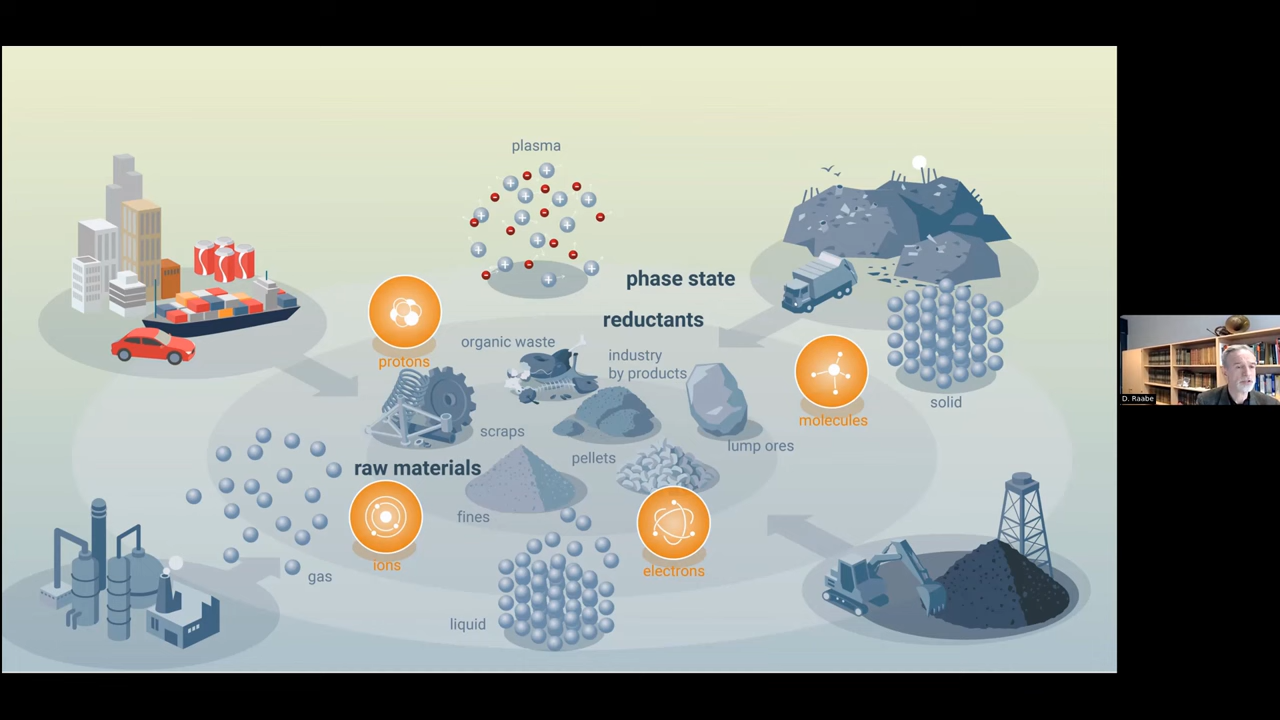 plasma
phase state
reductants
protons
organic waste
industry
by products
molecules
solid
scraps
lump ores
raw materials
pellets
fines
ions
electrons
gas
liquid
D. Raabe